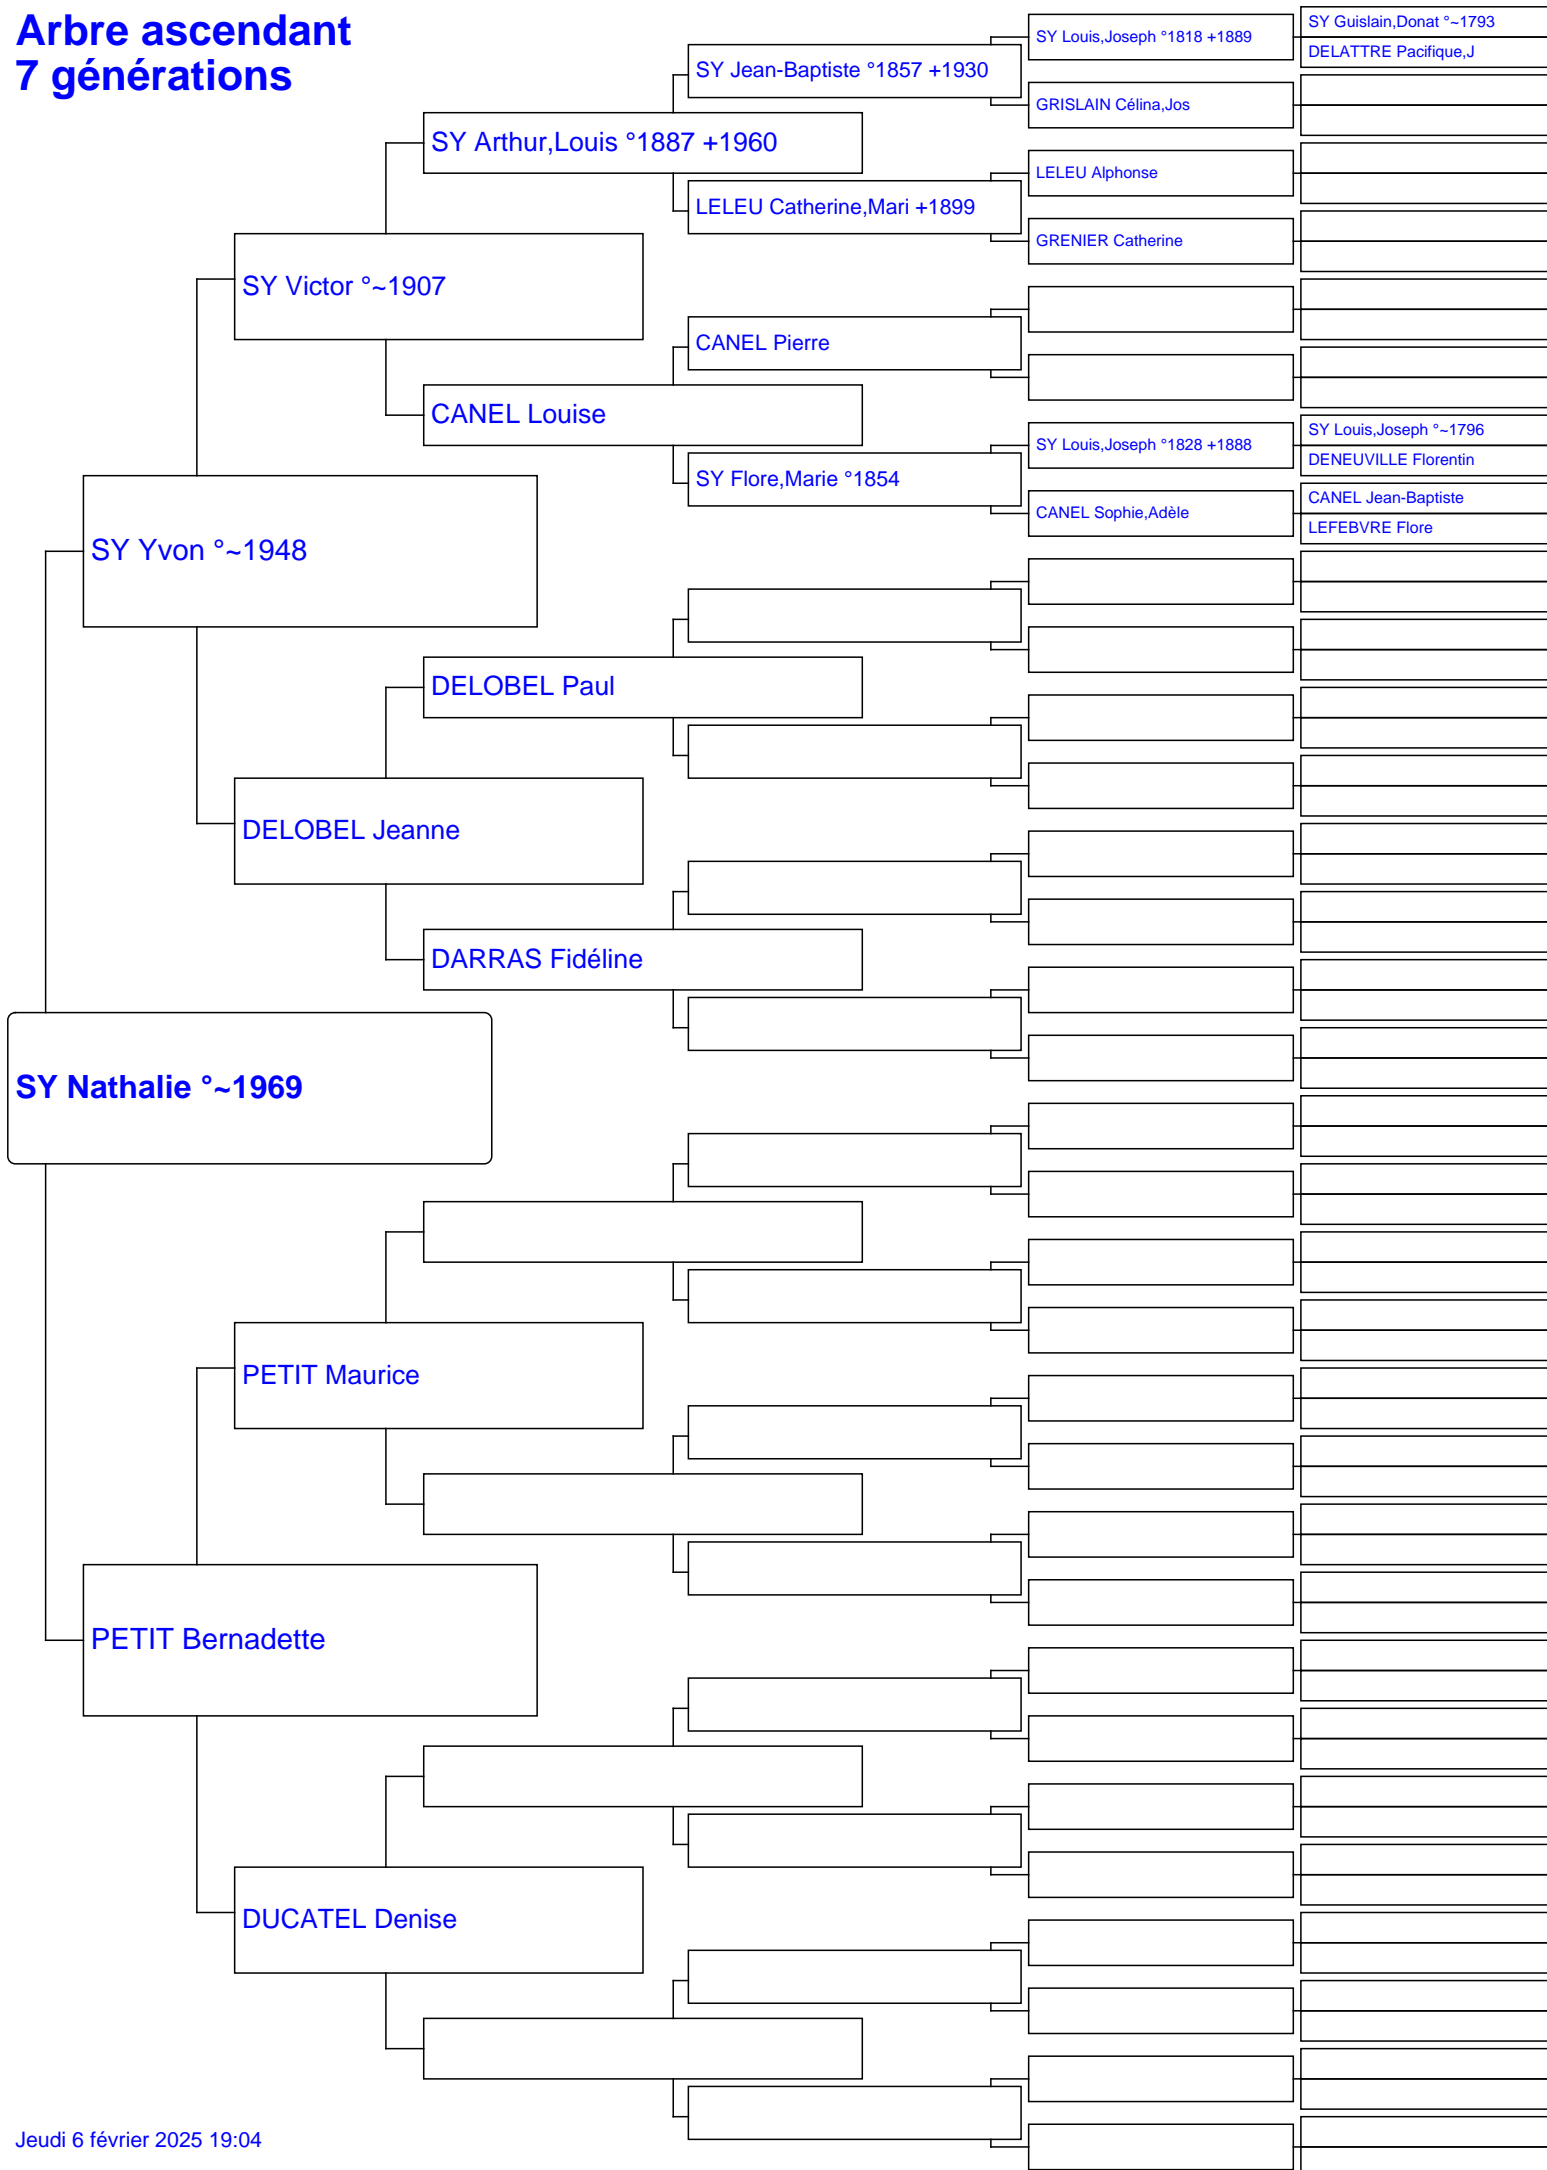 Arbre ascendant
7 générations
SY Nathalie °~1969
SY Yvon °~1948
PETIT Bernadette
SY Victor °~1907
DELOBEL Jeanne
PETIT Maurice
DUCATEL Denise
SY Arthur,Louis °1887 +1960
CANEL Louise
DELOBEL Paul
DARRAS Fidéline
SY Jean-Baptiste °1857 +1930
LELEU Catherine,Mari +1899
CANEL Pierre
SY Flore,Marie °1854
SY Louis,Joseph °1818 +1889
GRISLAIN Célina,Jos
LELEU Alphonse
GRENIER Catherine
SY Louis,Joseph °1828 +1888
CANEL Sophie,Adèle
SY Guislain,Donat °~1793
DELATTRE Pacifique,J
SY Louis,Joseph °~1796
DENEUVILLE Florentin
CANEL Jean-Baptiste
LEFEBVRE Flore
Jeudi 6 février 2025 19:04